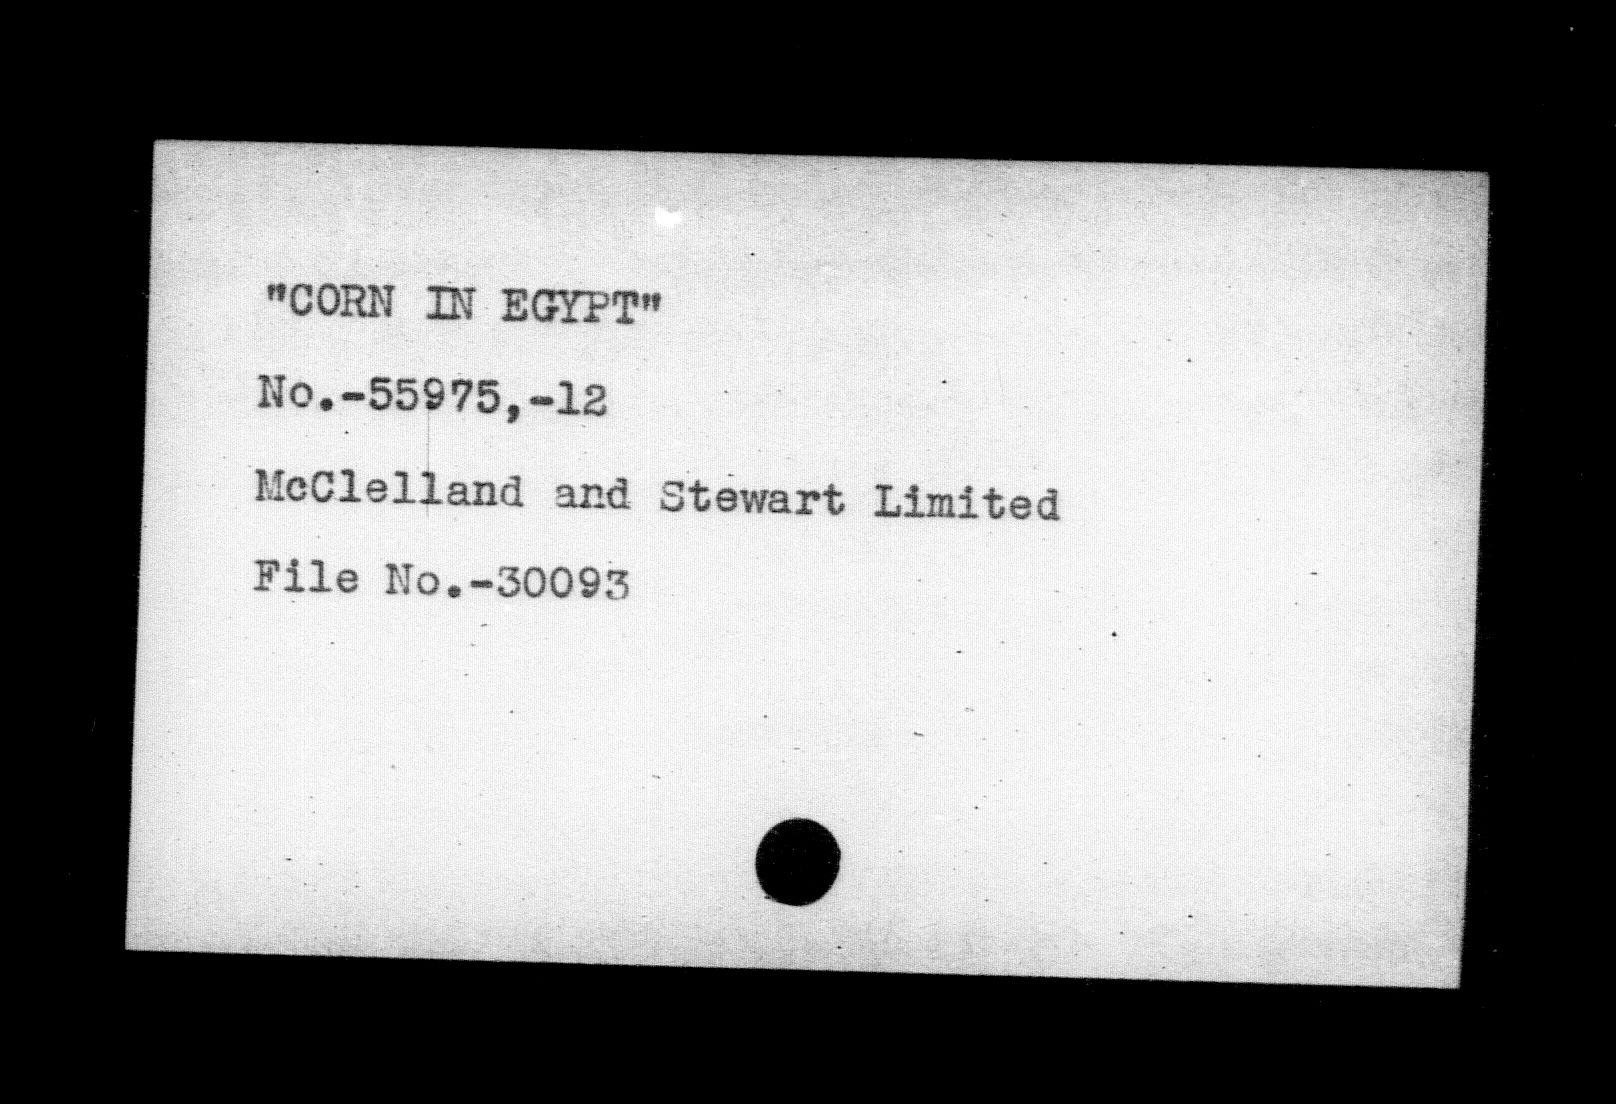 "CORN IN EGYPT"
No.-55975,-12
McClelland and Stewart Limited
File No.-30093